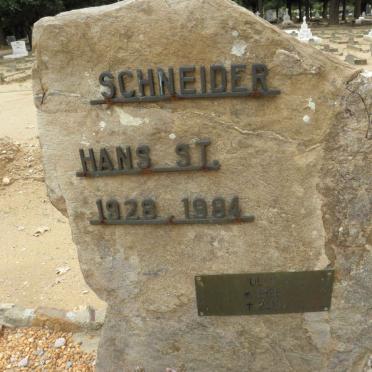 SCHNEIDER
HANS ST.
1928 1984